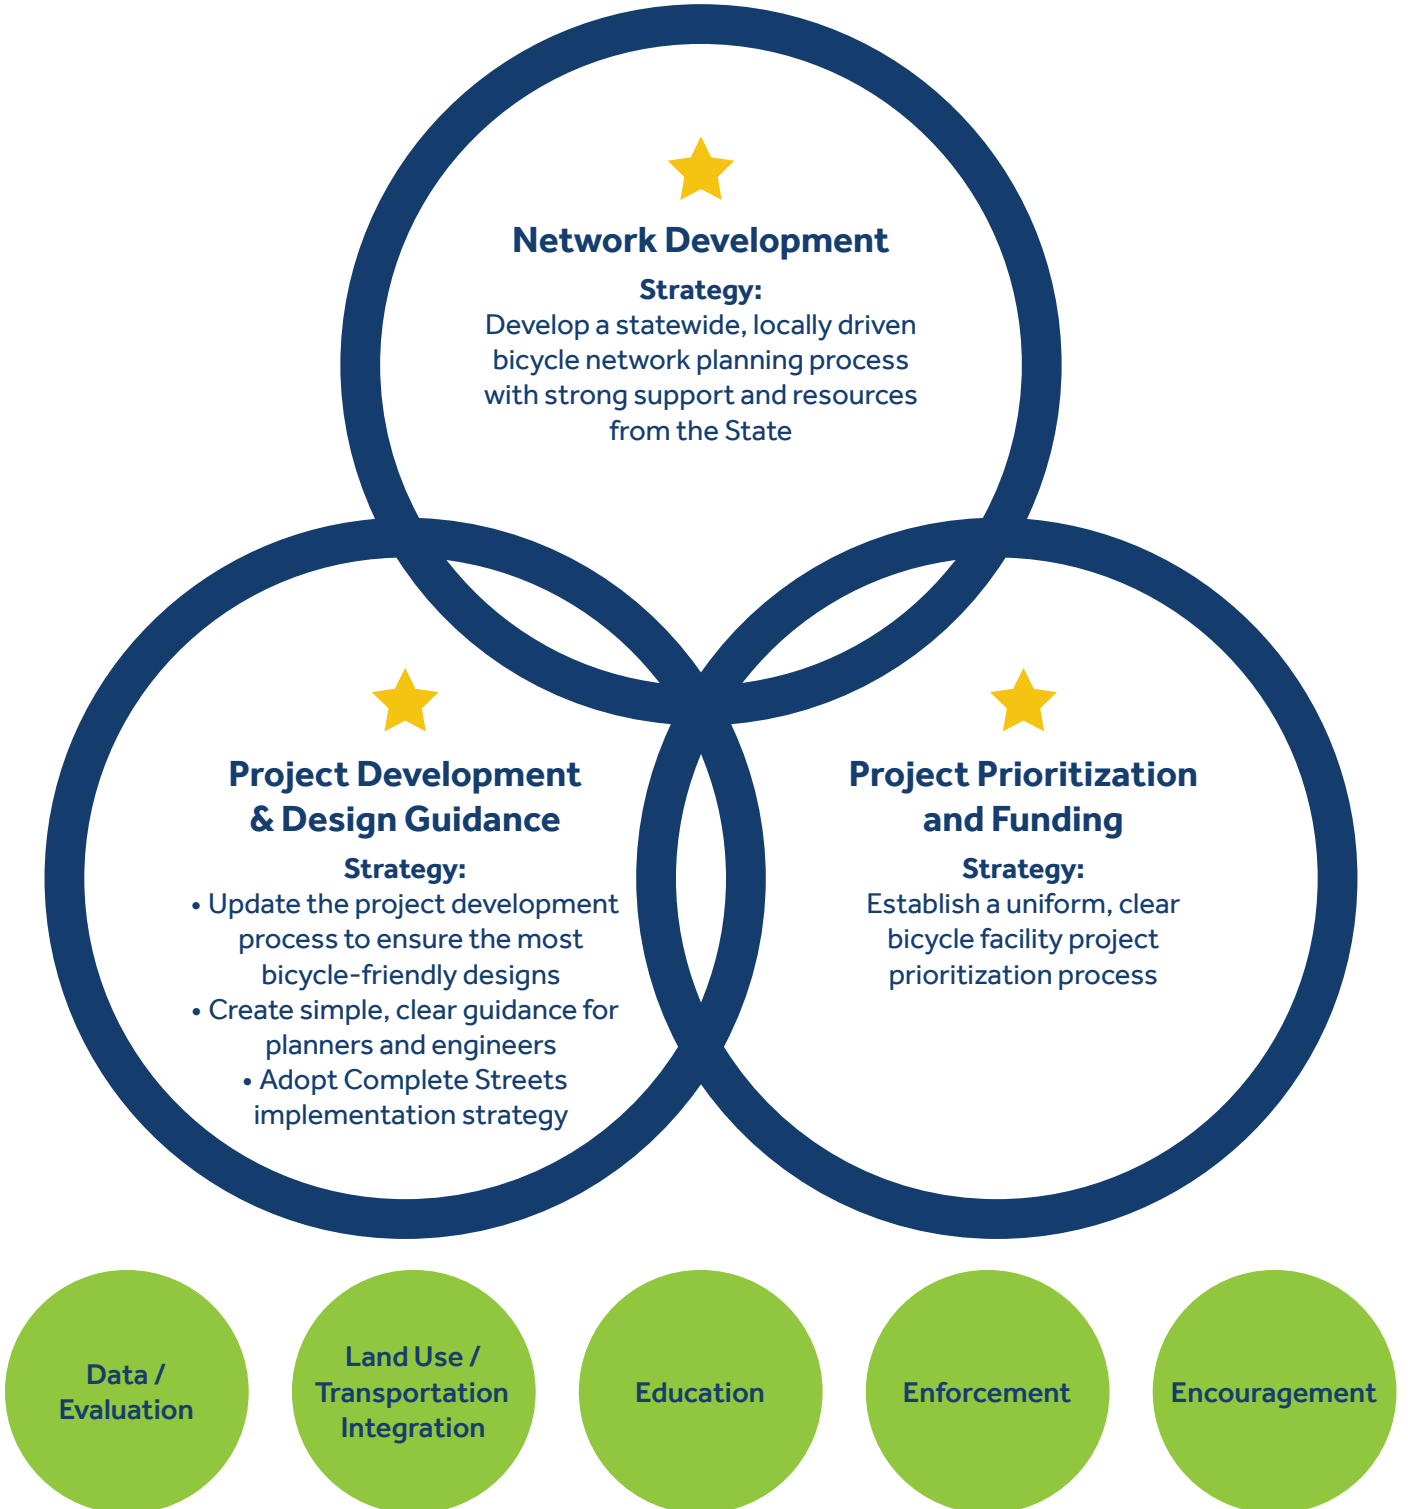 Network Development
Strategy:
Develop a statewide, locally driven
bicycle network planning process
with strong support and resources
from the State
Project Development
& Design Guidance
Strategy:
• Update the project development
process to ensure the most
bicycle-friendly designs
• Create simple, clear guidance for
planners and engineers
• Adopt Complete Streets
implementation strategy
Project Prioritization
and Funding
Strategy:
Establish a uniform, clear
bicycle facility project
prioritization process
Data /
Evaluation
Land Use /
Transportation
Integration
Education
Enforcement
Encouragement